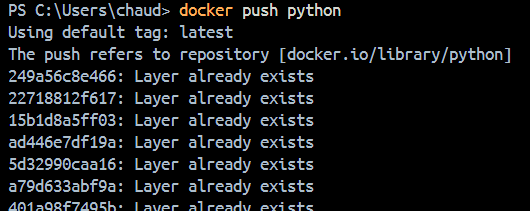 PS C:\Users\chaud> docker push python
Using default tag: latest
The push refers to repository [docker.io/library/python]
249a56c8e466: Layer already exists
22718812f617: Layer already exists
15b1d8a5ff03: Layer already exists
ad446e7df19a: Layer already exists
5d32990caa16: Layer already exists
a79d633abf9a: Layer already exists
401a98f7495b: Layer already exists